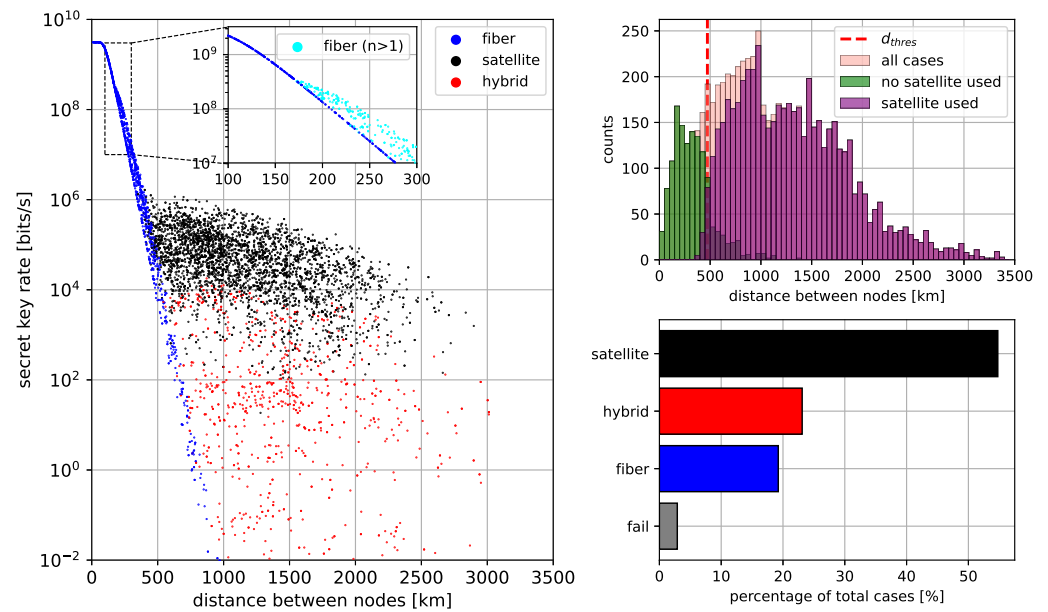 10^10
10^8
10^6
10^4
10^2
10^0
10^−2
secret key rate [bits/s]
0 500 1000 1500 2000 2500 3000 3500
distance between nodes [km]
fiber
satellite
hybrid
fiber (n>1)
10^9
10^8
10^7
100 150 200 250 300
250
200
150
100
50
0
counts
d_thres
all cases
no satellite used
satellite used
0 500 1000 1500 2000 2500 3000 3500
distance between nodes [km]
satellite
hybrid
fiber
fail
0 10 20 30 40 50
percentage of total cases [%]